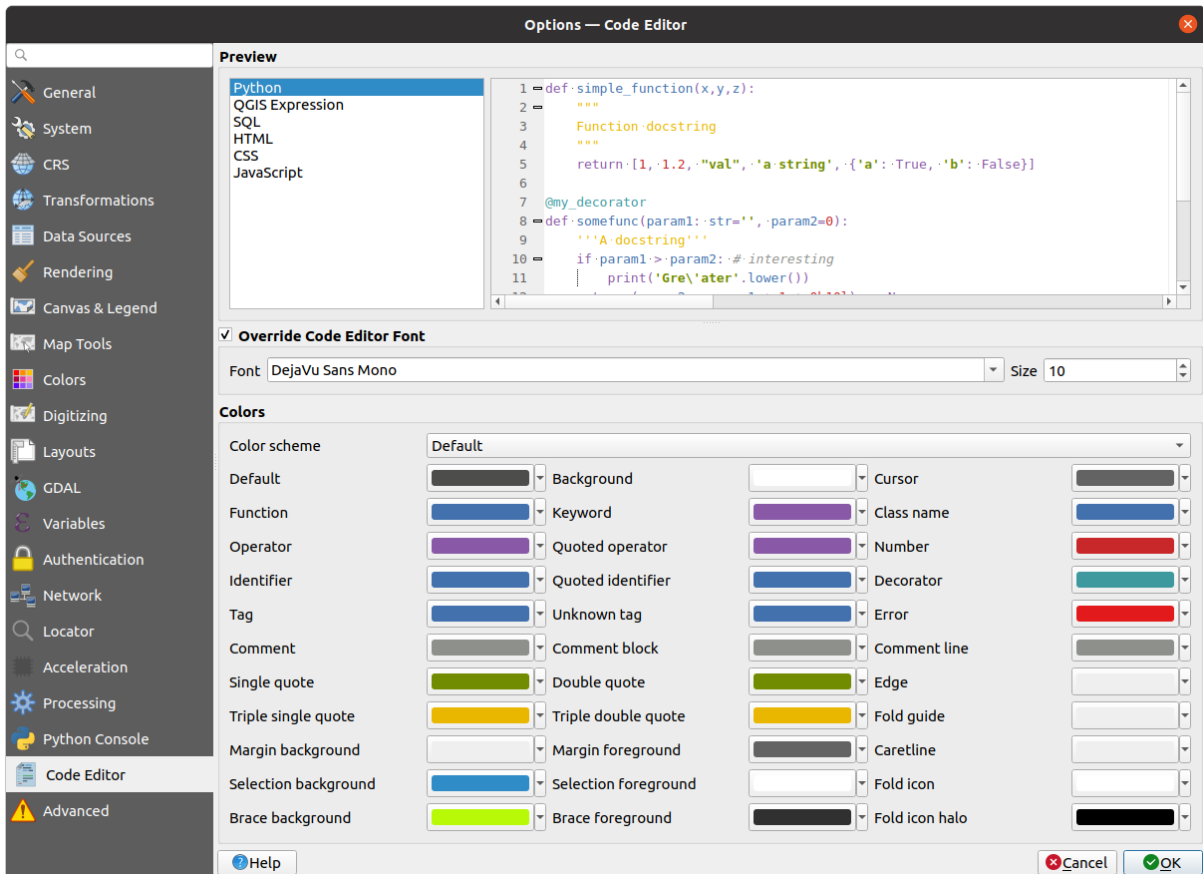 Options — Code Editor
General
System
CRS
Transformations
Data Sources
Rendering
Canvas & Legend
Map Tools
Colors
Digitizing
Layouts
GDAL
Variables
Authentication
Network
Locator
Acceleration
Processing
Python Console
Code Editor
Advanced
Preview
Python
QGIS Expression
SQL
HTML
CSS
JavaScript
1 def·simple_function(x,y,z):
2 """
3 Function·docstring
4 """
5 return·[1,·1.2,·"val",·'a·string',·{'a':·True,·'b':·False}]
6
7 @my_decorator
8 def·somefunc(param1:·str='',·param2=0):
9 '''A·docstring'''
10 if·param1·>·param2:·#·interesting
11 print('Gre\'ater'.lower())
Override Code Editor Font
Font DejaVu Sans Mono Size 10
Colors
Color scheme Default
Default Background Cursor
Function Keyword Class name
Operator Quoted operator Number
Identifier Quoted identifier Decorator
Tag Unknown tag Error
Comment Comment block Comment line
Single quote Double quote Edge
Triple single quote Triple double quote Fold guide
Margin background Margin foreground Caretline
Selection background Selection foreground Fold icon
Brace background Brace foreground Fold icon halo
Help Cancel OK